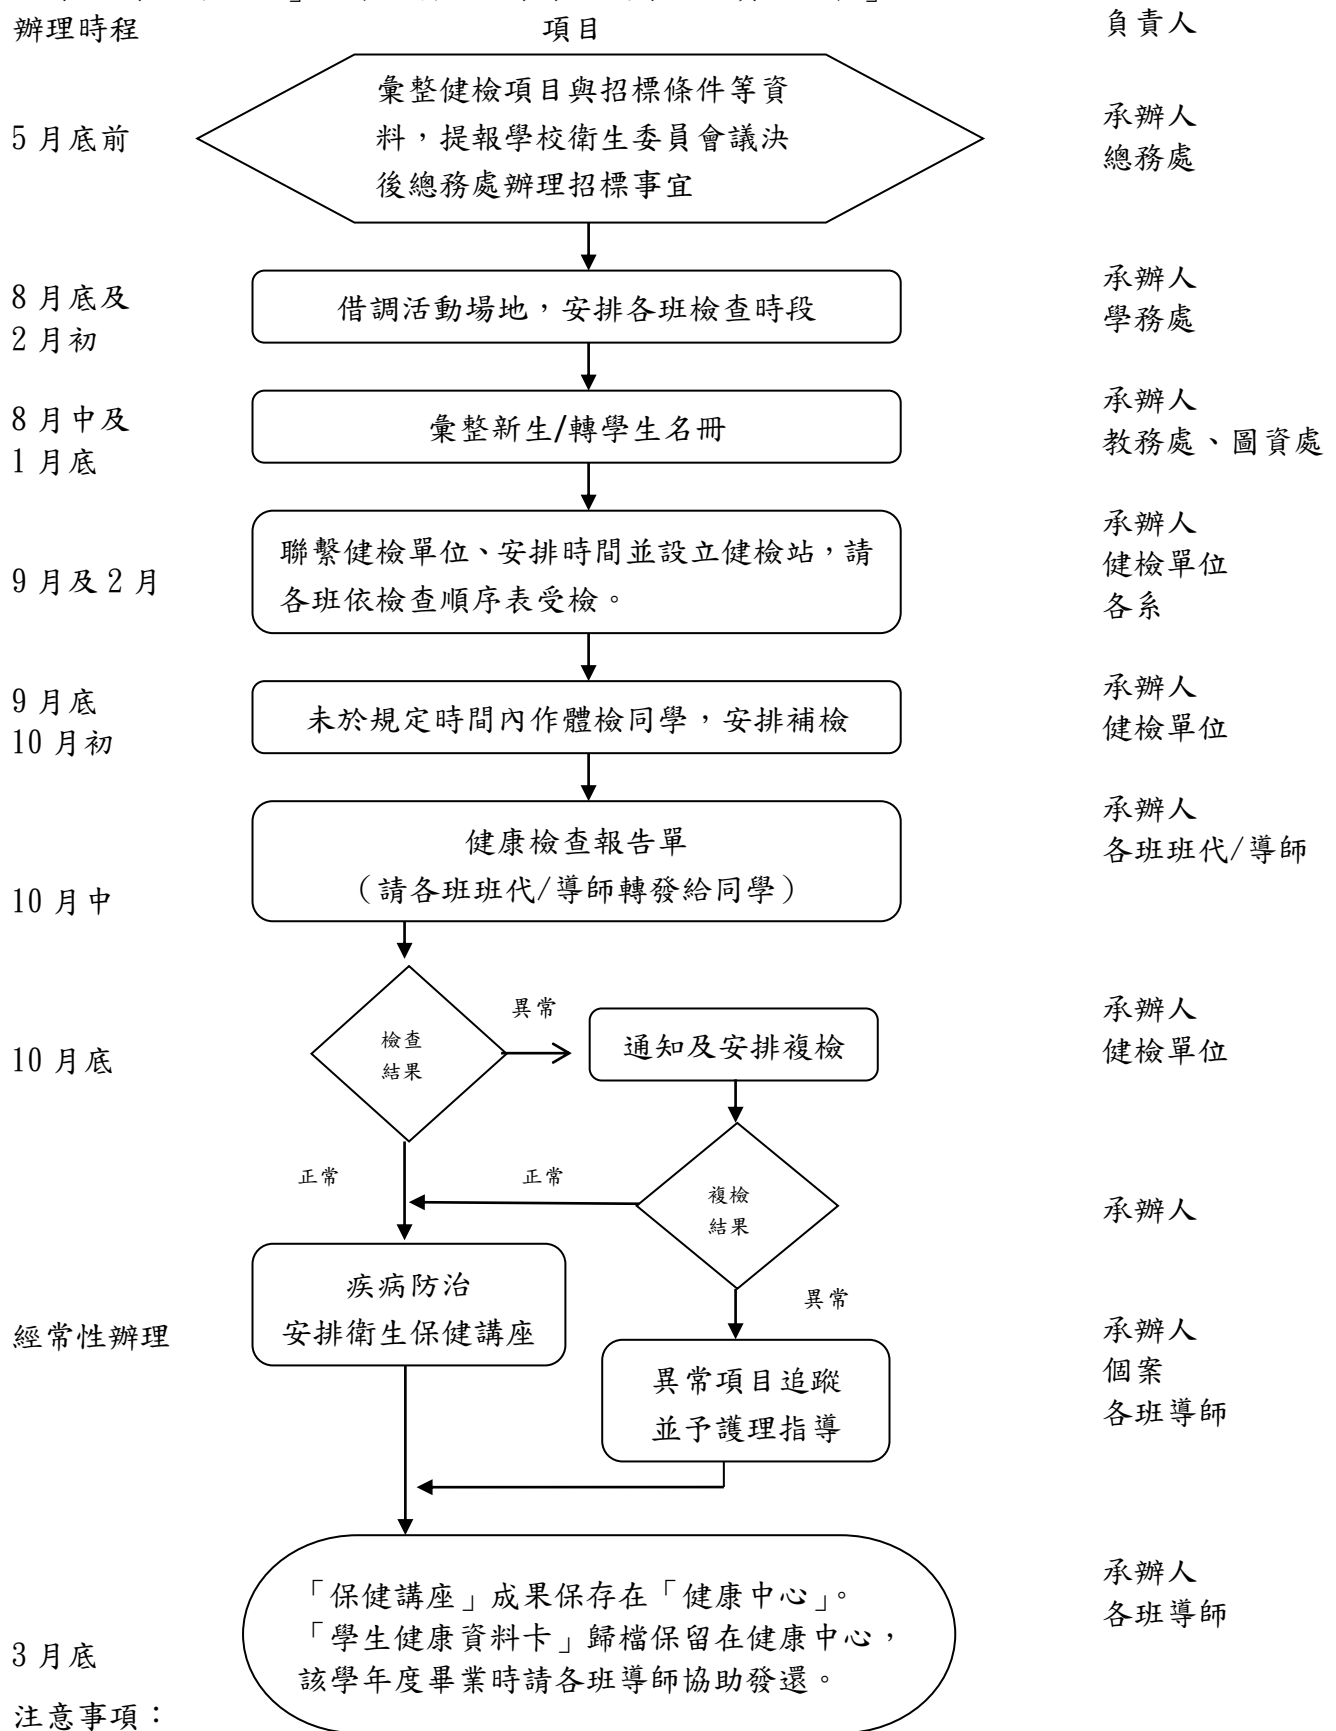 辦理時程
項目
負責人
5 月底前
彙整健檢項目與招標條件等資
料，提報學校衛生委員會議決
後總務處辦理招標事宜
承辦人
總務處
8 月底及
2 月初
借調活動場地，安排各班檢查時段
承辦人
學務處
8 月中及
1 月底
彙整新生/轉學生名冊
承辦人
教務處、圖資處
9 月及 2 月
聯繫健檢單位、安排時間並設立健檢站，請
各班依檢查順序表受檢。
承辦人
健檢單位
各系
9 月底
10 月初
未於規定時間內作體檢同學，安排補檢
承辦人
健檢單位
10 月中
健康檢查報告單
（請各班班代/導師轉發給同學）
承辦人
各班班代/導師
10 月底
檢查
結果
異常
通知及安排複檢
承辦人
健檢單位
正常
正常
複檢
結果
承辦人
異常
經常性辦理
疾病防治
安排衛生保健講座
異常項目追蹤
並予護理指導
承辦人
個案
各班導師
3 月底
「保健講座」成果保存在「健康中心」。
「學生健康資料卡」歸檔保留在健康中心，
該學年度畢業時請各班導師協助發還。
承辦人
各班導師
注意事項：